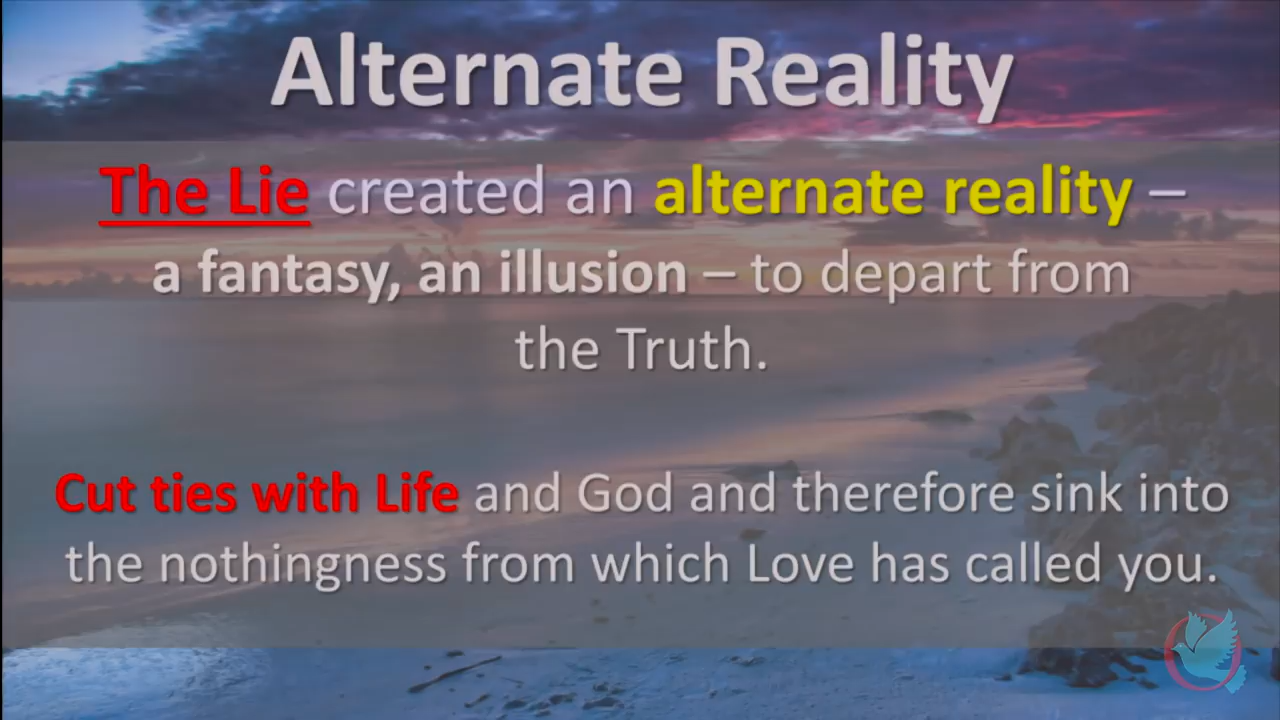 Alternate Reality
The Lie created an alternate reality –
a fantasy, an illusion – to depart from
the Truth.
Cut ties with Life and God and therefore sink into
the nothingness from which Love has called you.